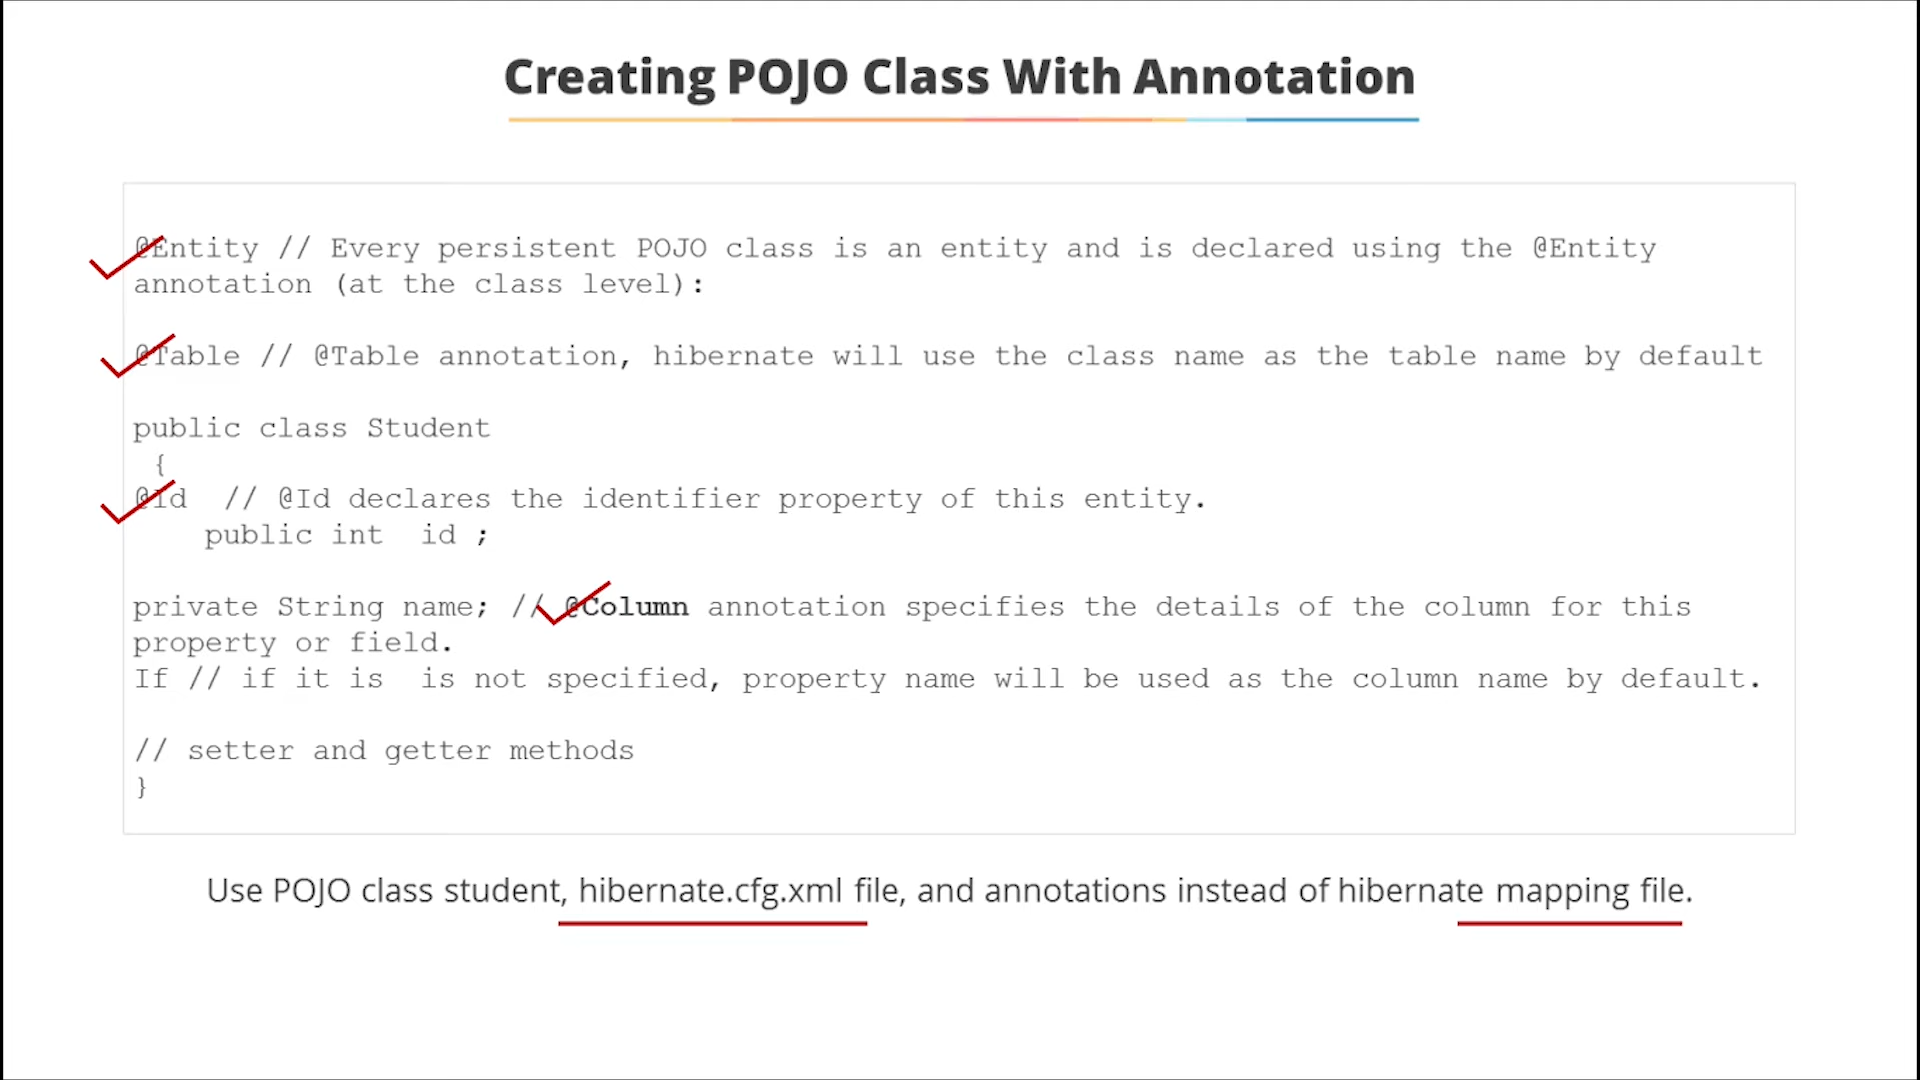 Creating POJO Class With Annotation
@Entity // Every persistent POJO class is an entity and is declared using the @Entity
annotation (at the class level):
@Table // @Table annotation, hibernate will use the class name as the table name by default
public class Student
{
@Id // @Id declares the identifier property of this entity.
public int id ;
private String name; // @Column annotation specifies the details of the column for this
property or field.
If // if it is is not specified, property name will be used as the column name by default.
// setter and getter methods
}
Use POJO class student, hibernate.cfg.xml file, and annotations instead of hibernate mapping file.